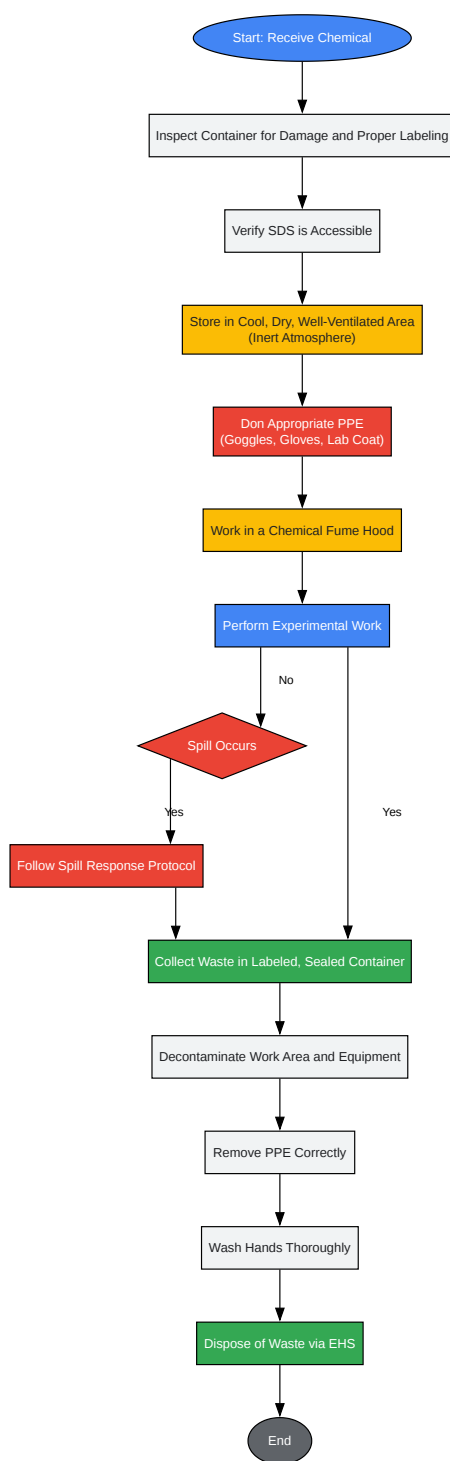 Start: Receive Chemical
Inspect Container for Damage and Proper Labeling
Verify SDS is Accessible
Store in Cool, Dry, Well-Ventilated Area
(Inert Atmosphere)
Don Appropriate PPE
(Goggles, Gloves, Lab Coat)
Work in a Chemical Fume Hood
Perform Experimental Work
No
Spill Occurs
Yes
Yes
Follow Spill Response Protocol
Collect Waste in Labeled, Sealed Container
Decontaminate Work Area and Equipment
Remove PPE Correctly
Wash Hands Thoroughly
Dispose of Waste via EHS
End